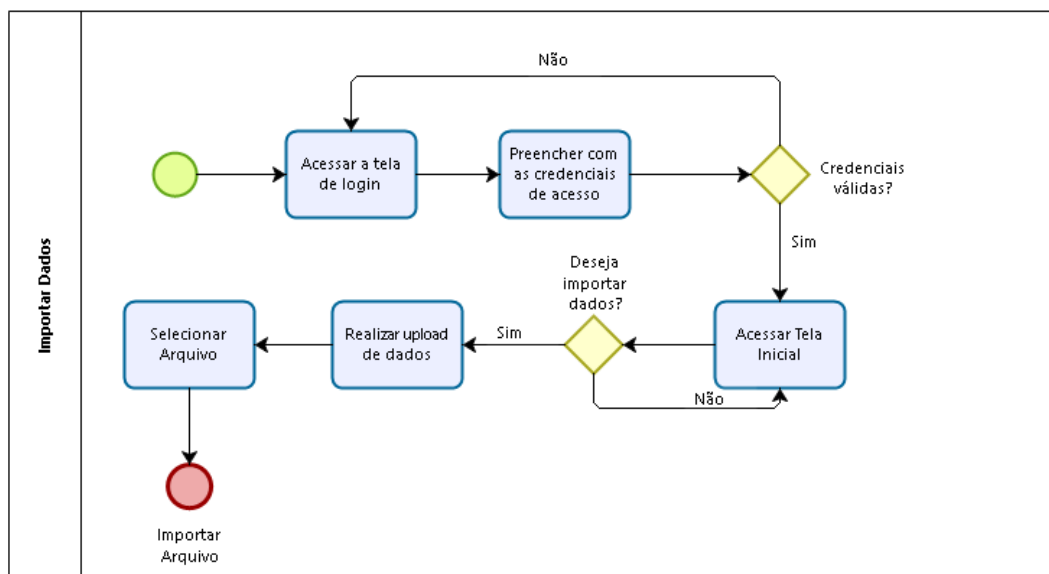 Importar Dados
Não
Acessar a tela
de login
Preencher com
as credenciais
de acesso
Credenciais
válidas?
Sim
Deseja
importar
dados?
Selecionar
Arquivo
Realizar upload
de dados
Sim
Acessar Tela
Inicial
Não
Importar
Arquivo